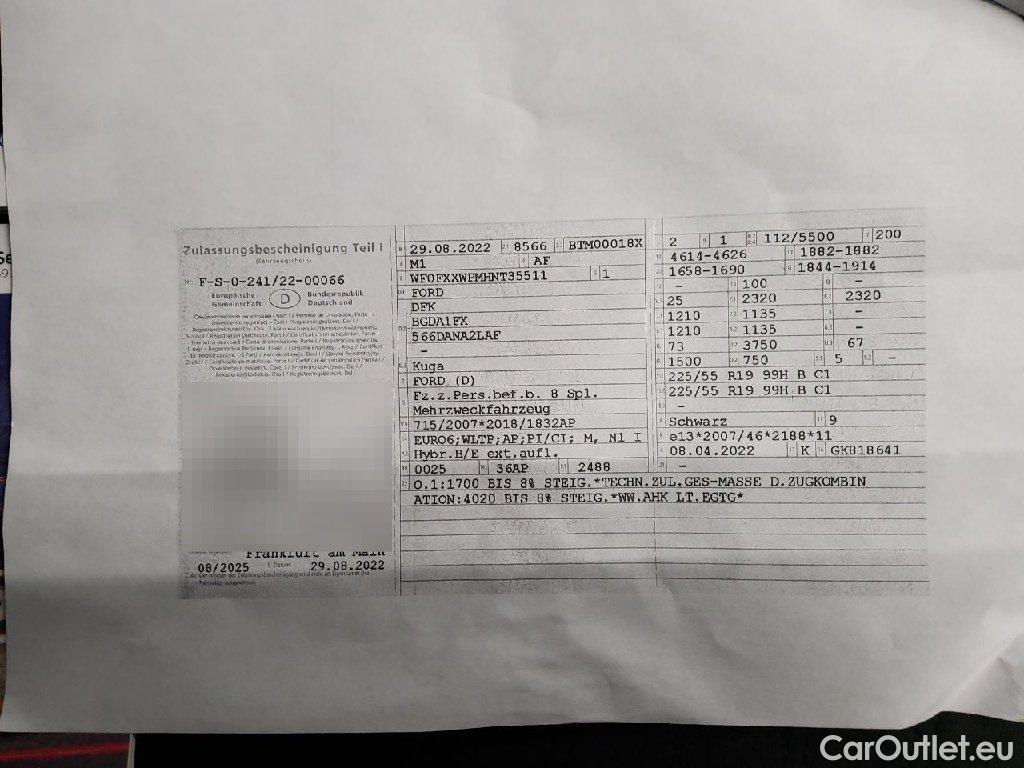 Zulassungsbescheinigung Teil I
(Fahrzeugschein)
Nr. F-S-0-241/22-00066
Europäische Gemeinschaft D Bundesrepublik Deutschland
Frankfurt am Main
08/2025 29.08.2022
29.08.2022 8566 BTM00018X
M1 AF
WF0FXXWPMHNT35511 1
FORD
DFK
BGDA1FX
566DANA2LAF
–
Kuga
FORD (D)
Fz.z.Pers.bef.b. 8 Spl.
Mehrzweckfahrzeug
715/2007*2018/1832AP
EURO6;WLTP;AP;PI/CI; M, N1 I
Hybr.B/E ext.aufl.
0025 36AP 2488
O.1:1700 BIS 8% STEIG.*TECHN.ZUL.GES-MASSE D.ZUGKOMBIN
ATION:4020 BIS 8% STEIG.*WW.AHK LT.EGTG*
2 1 112/5500 200
4614-4626 1882-1882
1658-1690 1844-1914
– 100 –
25 2320 2320
1210 1135 –
1210 1135 –
73 3750 67
1500 750 5 –
225/55 R19 99H B C1
225/55 R19 99H B C1
–
Schwarz 9
e13*2007/46*2188*11
08.04.2022 K GK818641
–
CarOutlet.eu